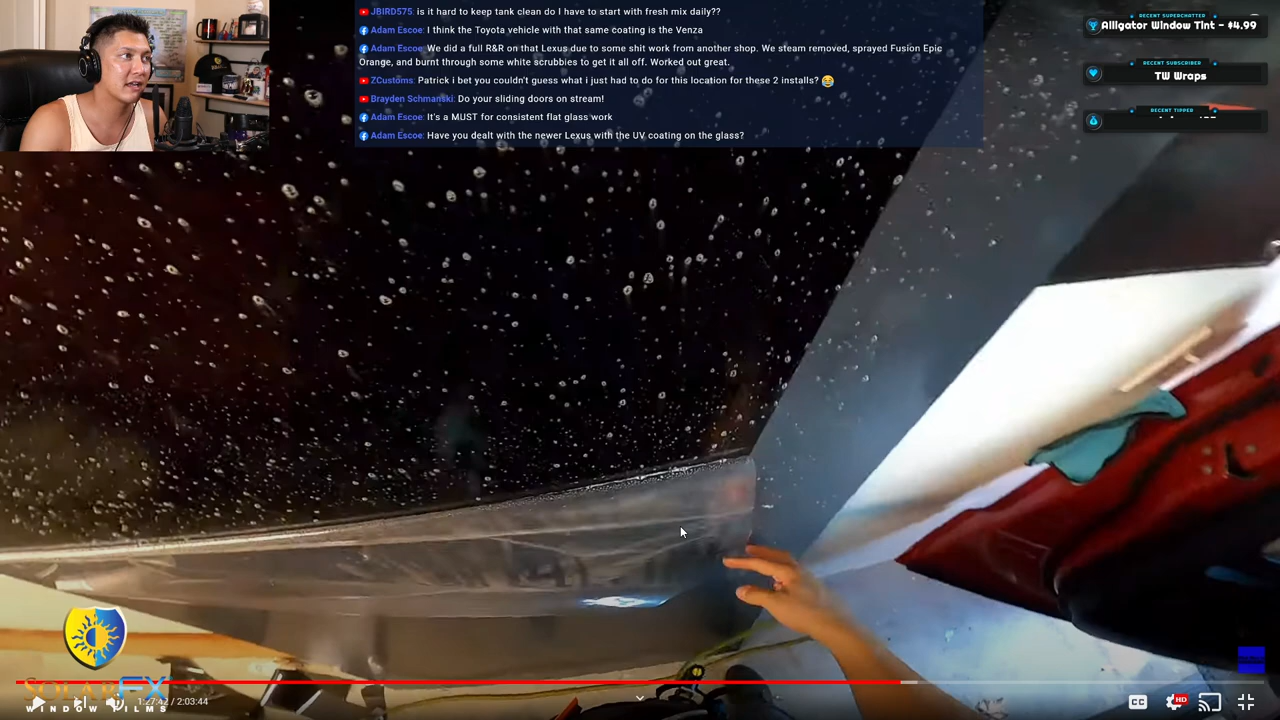 JBIRD575: is it hard to keep tank clean do I have to start with fresh mix daily??
Adam Escoe: I think the Toyota vehicle with that same coating is the Venza
Adam Escoe: We did a full R&R on that Lexus due to some shit work from another shop. We steam removed, sprayed Fusion Epic
Orange, and burnt through some white scrubbies to get it all off. Worked out great.
ZCustoms: Patrick i bet you couldn't guess what i just had to do for this location for these 2 installs? 😂
Brayden Schmanski: Do your sliding doors on stream!
Adam Escoe: It's a MUST for consistent flat glass work
Adam Escoe: Have you dealt with the newer Lexus with the UV coating on the glass?
RECENT SUPERCHATTER
Alligator Window Tint - $4.99
RECENT SUBSCRIBER
TW Wraps
RECENT TIPPER
SOLARFX
WINDOW FILMS
1:27:42 / 2:03:44
CC
HD